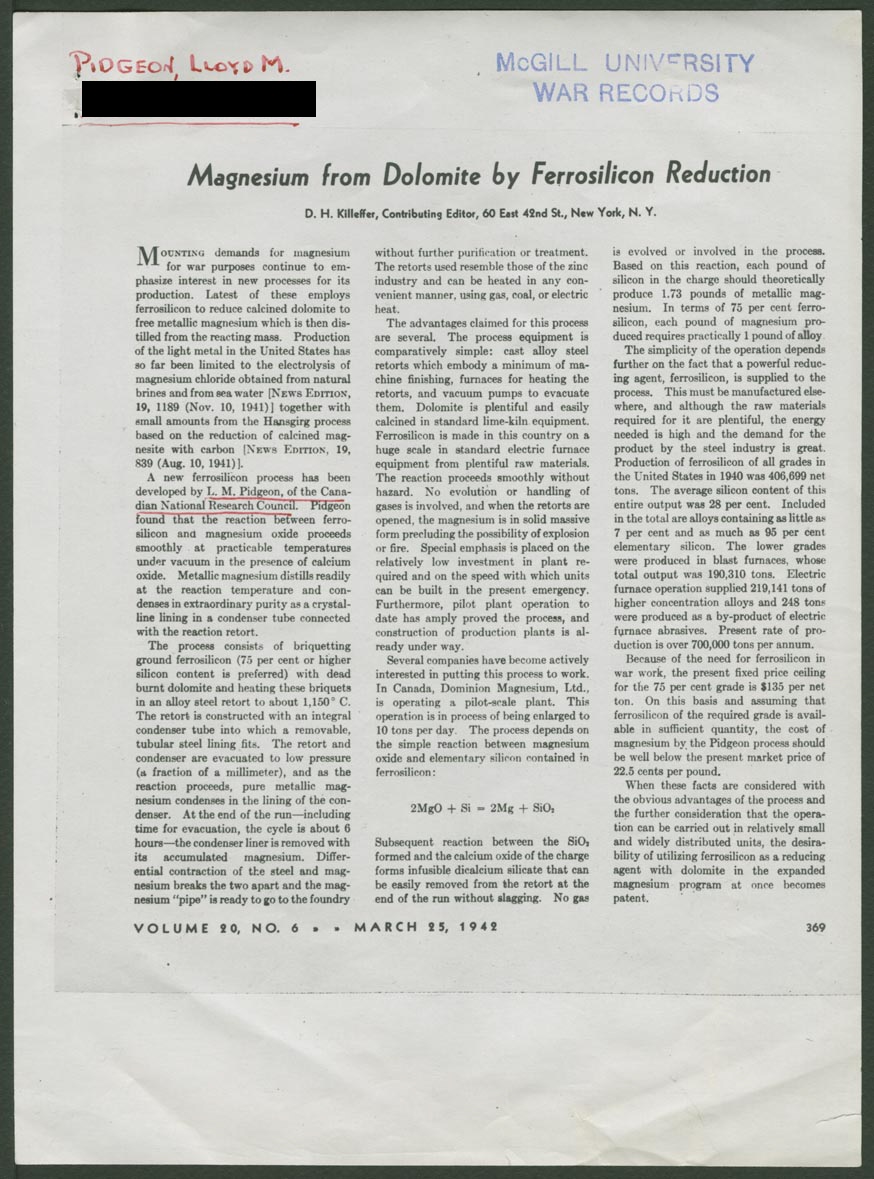 PIDGEON, LLOYD M.
McGILL UNIVERSITY
WAR RECORDS
Magnesium from Dolomite by Ferrosilicon Reduction
D. H. Killeffer, Contributing Editor, 60 East 42nd St., New York, N. Y.
MOUNTING demands for magnesium
for war purposes continue to em-
phasize interest in new processes for its
production. Latest of these employs
ferrosilicon to reduce calcined dolomite to
free metallic magnesium which is then dis-
tilled from the reacting mass. Production
of the light metal in the United States has
so far been limited to the electrolysis of
magnesium chloride obtained from natural
brines and from sea water [NEWS EDITION,
19, 1189 (Nov. 10, 1941)] together with
small amounts from the Hansgirg process
based on the reduction of calcined mag-
nesite with carbon [NEWS EDITION, 19,
839 (Aug. 10, 1941)].
A new ferrosilicon process has been
developed by L. M. Pidgeon, of the Cana-
dian National Research Council. Pidgeon
found that the reaction between ferro-
silicon and magnesium oxide proceeds
smoothly at practicable temperatures
under vacuum in the presence of calcium
oxide. Metallic magnesium distills readily
at the reaction temperature and con-
denses in extraordinary purity as a crystal-
line lining in a condenser tube connected
with the reaction retort.
The process consists of briquetting
ground ferrosilicon (75 per cent or higher
silicon content is preferred) with dead
burnt dolomite and heating these briquets
in an alloy steel retort to about 1,150° C.
The retort is constructed with an integral
condenser tube into which a removable,
tubular steel lining fits. The retort and
condenser are evacuated to low pressure
(a fraction of a millimeter), and as the
reaction proceeds, pure metallic mag-
nesium condenses in the lining of the con-
denser. At the end of the run—including
time for evacuation, the cycle is about 6
hours—the condenser liner is removed with
its accumulated magnesium. Differ-
ential contraction of the steel and mag-
nesium breaks the two apart and the mag-
nesium "pipe" is ready to go to the foundry
without further purification or treatment.
The retorts used resemble those of the zinc
industry and can be heated in any con-
venient manner, using gas, coal, or electric
heat.
The advantages claimed for this process
are several. The process equipment is
comparatively simple: cast alloy steel
retorts which embody a minimum of ma-
chine finishing, furnaces for heating the
retorts, and vacuum pumps to evacuate
them. Dolomite is plentiful and easily
calcined in standard lime-kiln equipment.
Ferrosilicon is made in this country on a
huge scale in standard electric furnace
equipment from plentiful raw materials.
The reaction proceeds smoothly without
hazard. No evolution or handling of
gases is involved, and when the retorts are
opened, the magnesium is in solid massive
form precluding the possibility of explosion
or fire. Special emphasis is placed on the
relatively low investment in plant re-
quired and on the speed with which units
can be built in the present emergency.
Furthermore, pilot plant operation to
date has amply proved the process, and
construction of production plants is al-
ready under way.
Several companies have become actively
interested in putting this process to work.
In Canada, Dominion Magnesium, Ltd.,
is operating a pilot-scale plant. This
operation is in process of being enlarged to
10 tons per day. The process depends on
the simple reaction between magnesium
oxide and elementary silicon contained in
ferrosilicon:
2MgO + Si = 2Mg + SiO₂
Subsequent reaction between the SiO₂
formed and the calcium oxide of the charge
forms infusible dicalcium silicate that can
be easily removed from the retort at the
end of the run without slagging. No gas
is evolved or involved in the process.
Based on this reaction, each pound of
silicon in the charge should theoretically
produce 1.73 pounds of metallic mag-
nesium. In terms of 75 per cent ferro-
silicon, each pound of magnesium pro-
duced requires practically 1 pound of alloy
The simplicity of the operation depends
further on the fact that a powerful reduc-
ing agent, ferrosilicon, is supplied to the
process. This must be manufactured else-
where, and although the raw materials
required for it are plentiful, the energy
needed is high and the demand for the
product by the steel industry is great.
Production of ferrosilicon of all grades in
the United States in 1940 was 406,699 net
tons. The average silicon content of this
entire output was 28 per cent. Included
in the total are alloys containing as little as
7 per cent and as much as 95 per cent
elementary silicon. The lower grades
were produced in blast furnaces, whose
total output was 190,310 tons. Electric
furnace operation supplied 219,141 tons of
higher concentration alloys and 248 tons
were produced as a by-product of electric
furnace abrasives. Present rate of pro-
duction is over 700,000 tons per annum.
Because of the need for ferrosilicon in
war work, the present fixed price ceiling
for the 75 per cent grade is $135 per net
ton. On this basis and assuming that
ferrosilicon of the required grade is avail-
able in sufficient quantity, the cost of
magnesium by the Pidgeon process should
be well below the present market price of
22.5 cents per pound.
When these facts are considered with
the obvious advantages of the process and
the further consideration that the opera-
tion can be carried out in relatively small
and widely distributed units, the desira-
bility of utilizing ferrosilicon as a reducing
agent with dolomite in the expanded
magnesium program at once becomes
patent.
VOLUME 20, NO. 6 » » MARCH 25, 1942
369